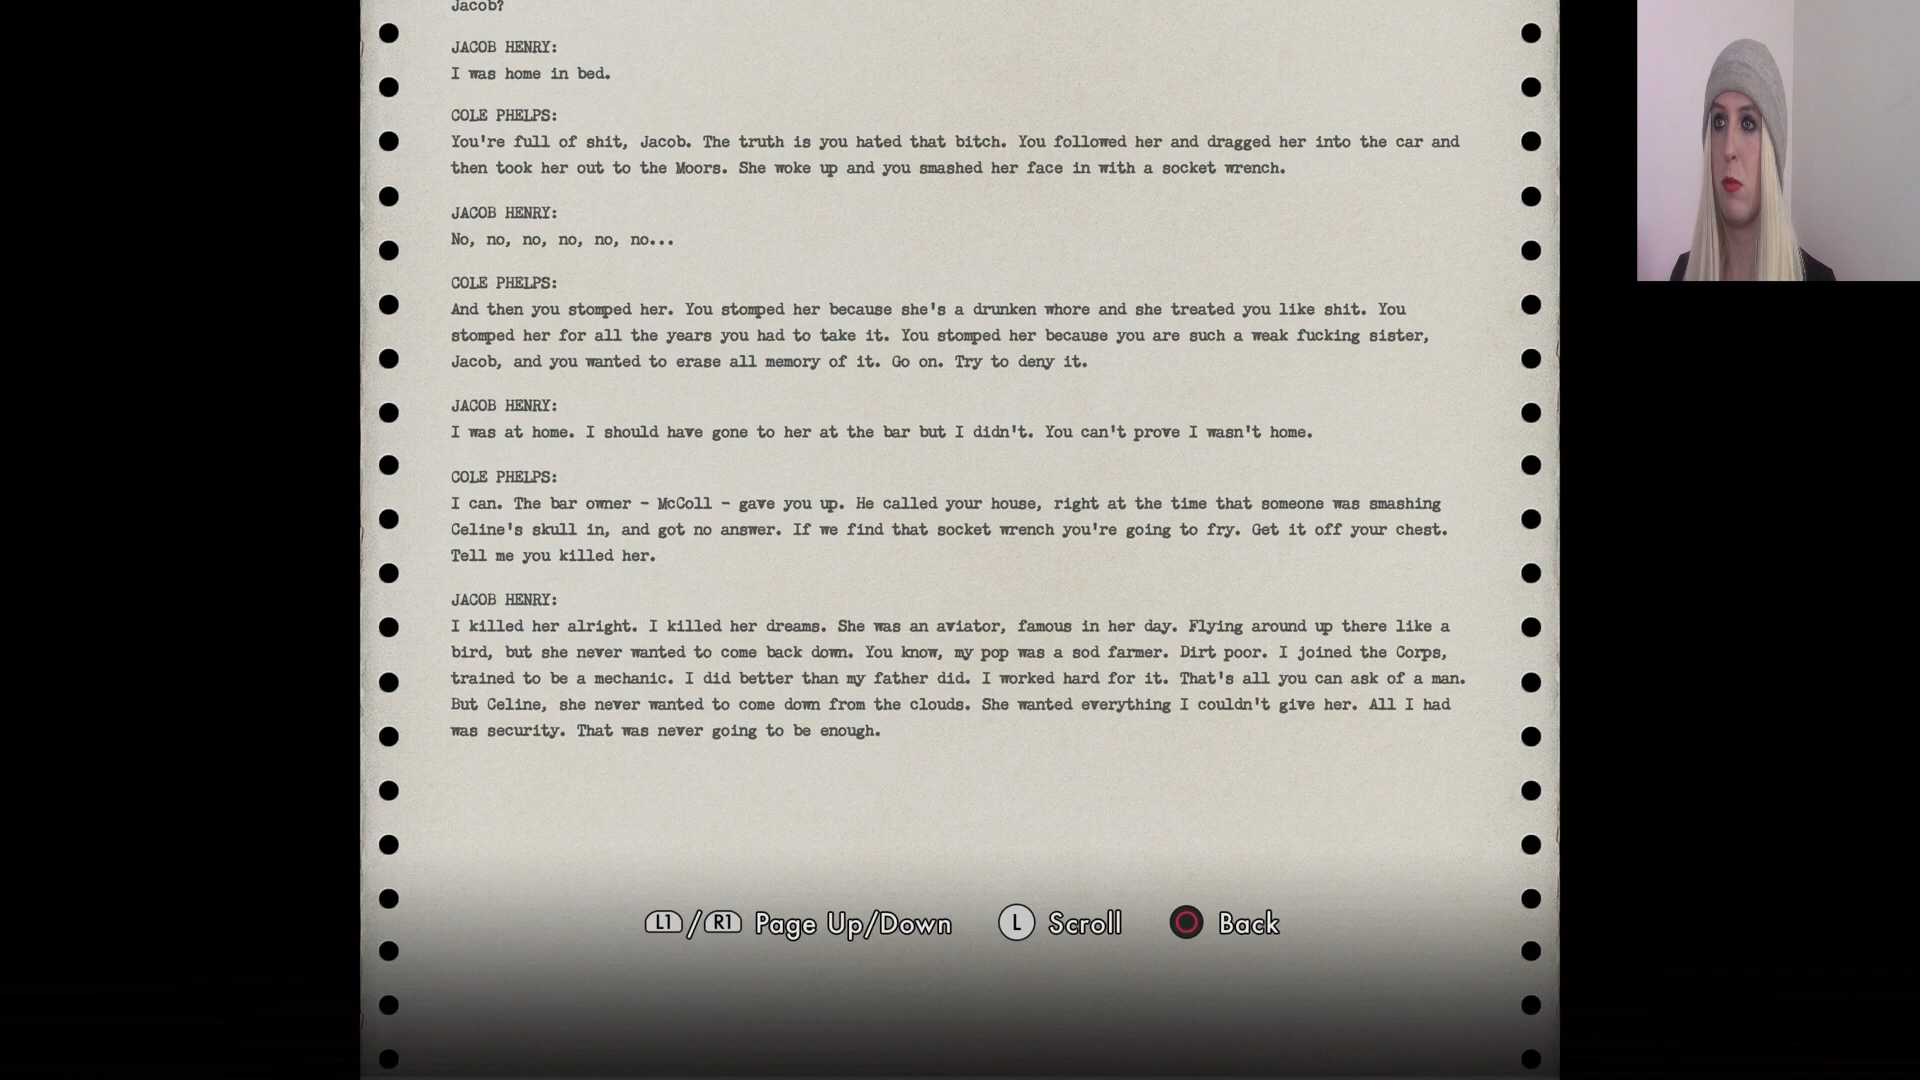 Jacob?
JACOB HENRY:
I was home in bed.
COLE PHELPS:
You're full of shit, Jacob. The truth is you hated that bitch. You followed her and dragged her into the car and
then took her out to the Moors. She woke up and you smashed her face in with a socket wrench.
JACOB HENRY:
No, no, no, no, no, no...
COLE PHELPS:
And then you stomped her. You stomped her because she's a drunken whore and she treated you like shit. You
stomped her for all the years you had to take it. You stomped her because you are such a weak fucking sister,
Jacob, and you wanted to erase all memory of it. Go on. Try to deny it.
JACOB HENRY:
I was at home. I should have gone to her at the bar but I didn't. You can't prove I wasn't home.
COLE PHELPS:
I can. The bar owner - McColl - gave you up. He called your house, right at the time that someone was smashing
Celine's skull in, and got no answer. If we find that socket wrench you're going to fry. Get it off your chest.
Tell me you killed her.
JACOB HENRY:
I killed her alright. I killed her dreams. She was an aviator, famous in her day. Flying around up there like a
bird, but she never wanted to come back down. You know, my pop was a sod farmer. Dirt poor. I joined the Corps,
trained to be a mechanic. I did better than my father did. I worked hard for it. That's all you can ask of a man.
But Celine, she never wanted to come down from the clouds. She wanted everything I couldn't give her. All I had
was security. That was never going to be enough.
L1 / R1 Page Up/Down L Scroll Back